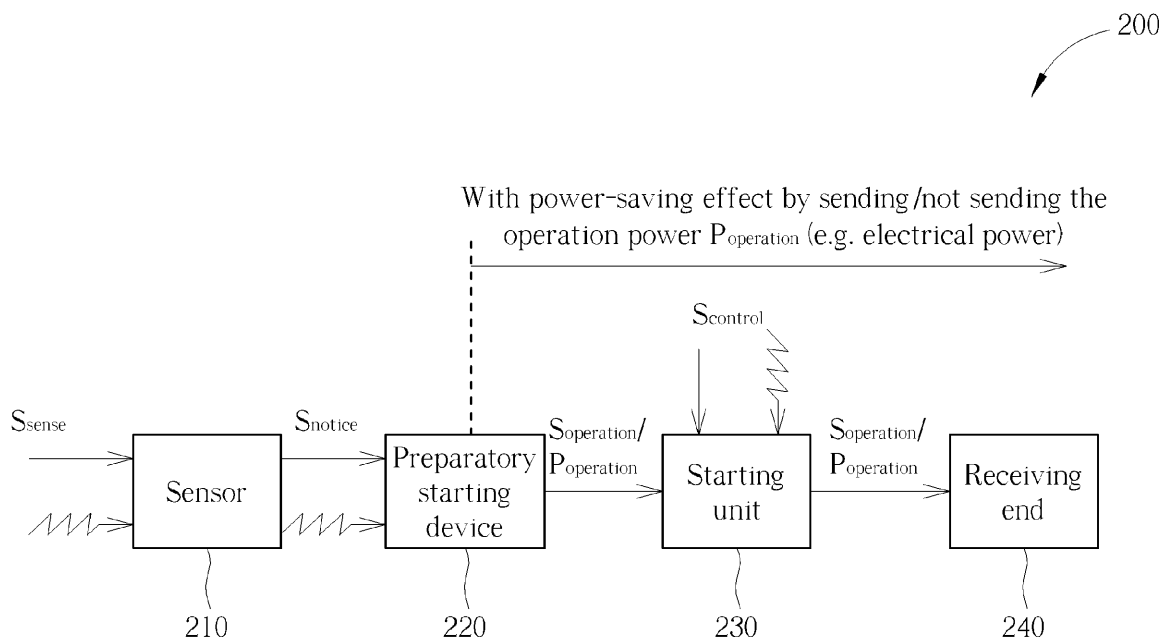 200
With power-saving effect by sending/not sending the
operation power Poperation (e.g. electrical power)
Scontrol
Ssense
Snotice
Soperation/
Poperation
Soperation/
Poperation
Sensor
Preparatory
starting
device
Starting
unit
Receiving
end
210
220
230
240